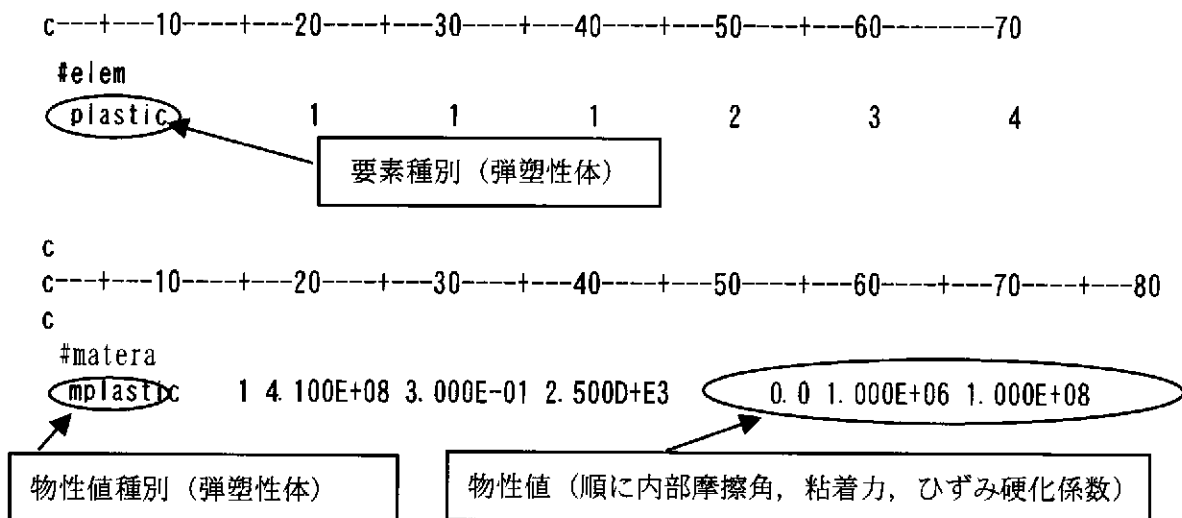 c---+---10----+---20----+---30----+---40----+---50----+---60--------70
#elem
plastic 1 1 1 2 3 4
要素種別（弾塑性体）
c
c---+---10----+---20----+---30----+---40----+---50----+---60----+---70----+---80
c
#matera
mplastic 1 4.100E+08 3.000E-01 2.500D+E3 0.0 1.000E+06 1.000E+08
物性値種別（弾塑性体）
物性値（順に内部摩擦角，粘着力，ひずみ硬化係数）